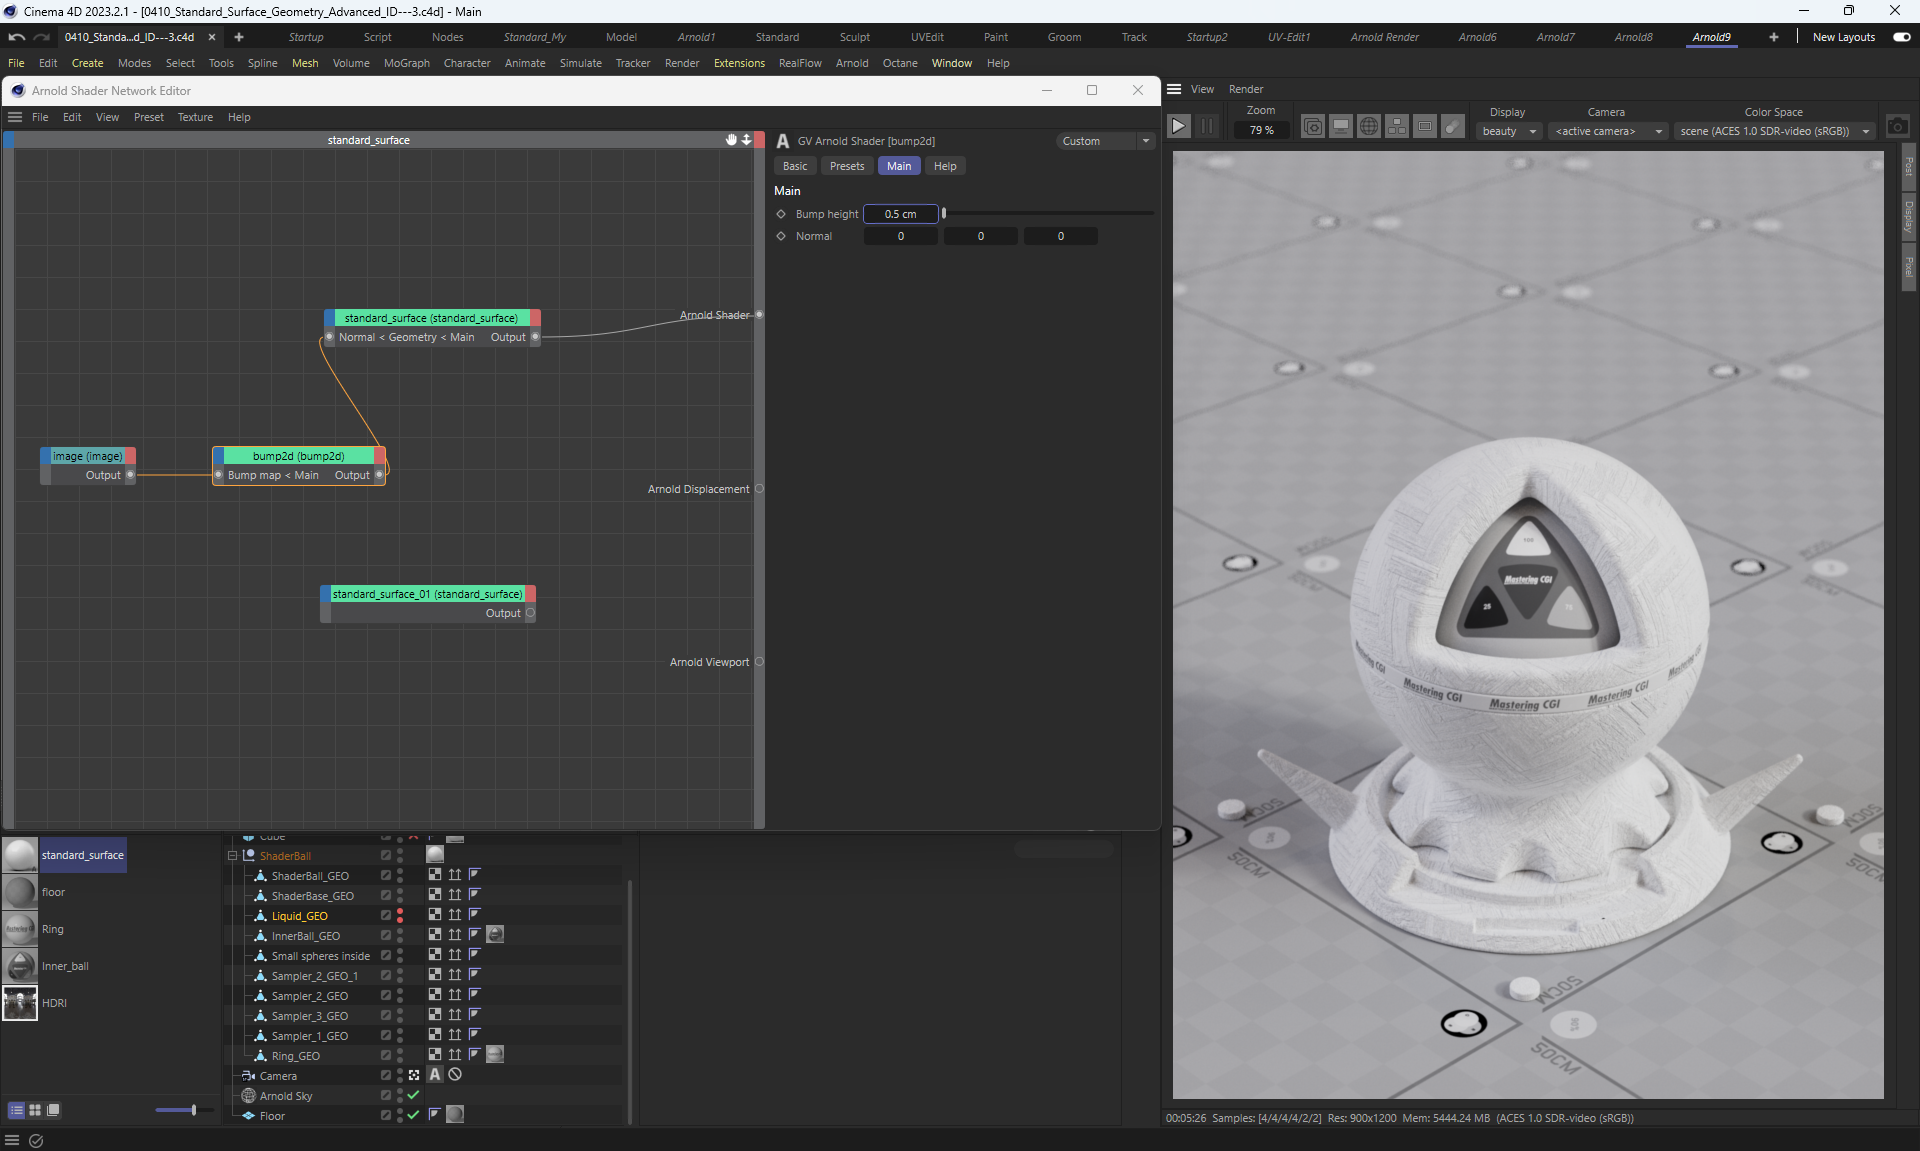 Cinema 4D 2023.2.1 - [0410_Standard_Surface_Geometry_Advanced_ID---3.c4d] - Main
0410_Standa...d_ID---3.c4d Startup Script Nodes Standard_My Model Arnold1 Standard Sculpt UVEdit Paint Groom Track Startup2 UV-Edit1 Arnold Render Arnold6 Arnold7 Arnold8 Arnold9 New Layouts
File Edit Create Modes Select Tools Spline Mesh Volume MoGraph Character Animate Simulate Tracker Render Extensions RealFlow Arnold Octane Window Help
Arnold Shader Network Editor
File Edit View Preset Texture Help
standard_surface
standard_surface (standard_surface)
Normal < Geometry < Main Output
Arnold Shader
image (image)
Output
bump2d (bump2d)
Bump map < Main Output
Arnold Displacement
standard_surface_01 (standard_surface)
Output
Arnold Viewport
GV Arnold Shader [bump2d]
Custom
Basic Presets Main Help
Main
Bump height 0.5 cm
Normal 0 0 0
View Render
Zoom
79 %
Display
beauty
Camera
<active camera>
Color Space
scene (ACES 1.0 SDR-video (sRGB))
Post
Display
Pixel
100
Mastering CGI
25
75
Mastering CGI
Mastering CGI
Mastering CGI
50CM
50CM
50CM
50CM
standard_surface
floor
Ring
Inner_ball
HDRI
Cube
ShaderBall
ShaderBall_GEO
ShaderBase_GEO
Liquid_GEO
InnerBall_GEO
Small spheres inside
Sampler_2_GEO_1
Sampler_2_GEO
Sampler_3_GEO
Sampler_1_GEO
Ring_GEO
Camera
Arnold Sky
Floor
00:05:26 Samples: [4/4/4/4/2/2] Res: 900x1200 Mem: 5444.24 MB (ACES 1.0 SDR-video (sRGB))